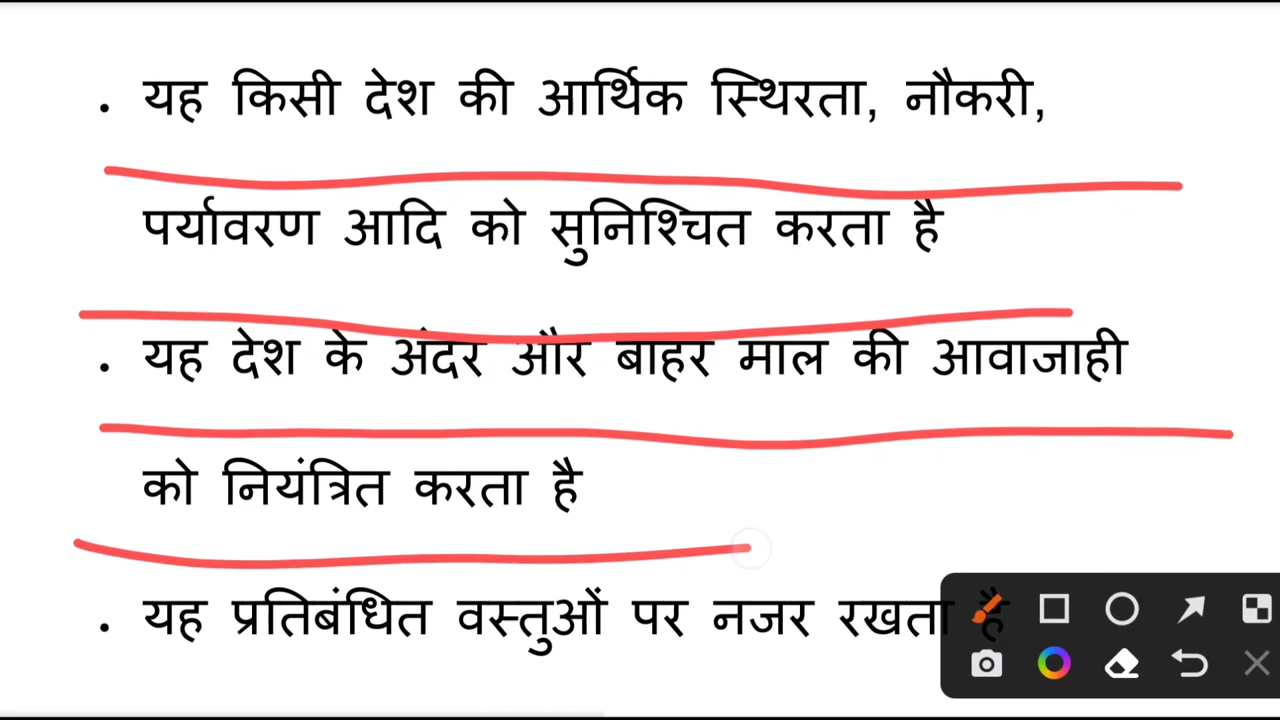 . यह किसी देश की आर्थिक स्थिरता, नौकरी,
पर्यावरण आदि को सुनिश्चित करता है
. यह देश के अंदर और बाहर माल की आवाजाही
को नियंत्रित करता है
. यह प्रतिबंधित वस्तुओं पर नजर रखता है